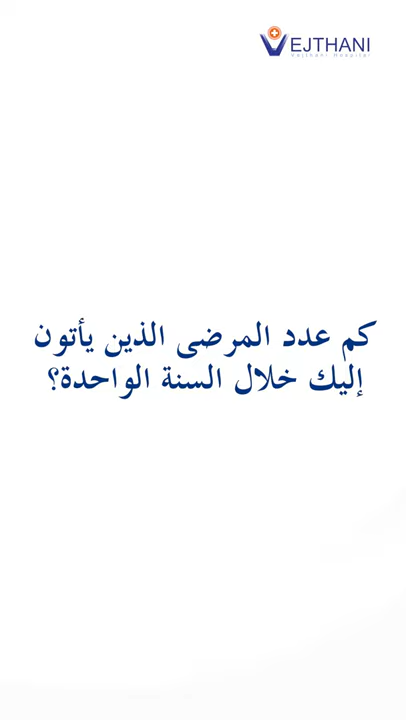 VEJTHANI
Vejthani Hospital
كم عدد المرضى الذين يأتون
إليك خلال السنة الواحدة؟